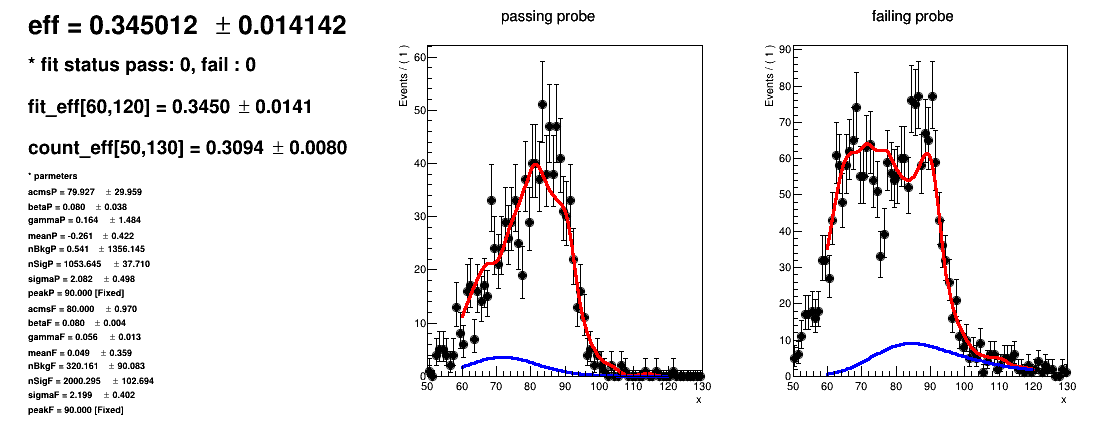 eff = 0.345012 ± 0.014142
* fit status pass: 0, fail : 0
fit_eff[60,120] = 0.3450 ± 0.0141
count_eff[50,130] = 0.3094 ± 0.0080
* parmeters
acmsP = 79.927 ± 29.959
betaP = 0.080 ± 0.038
gammaP = 0.164 ± 1.484
meanP = -0.261 ± 0.422
nBkgP = 0.541 ± 1356.145
nSigP = 1053.645 ± 37.710
sigmaP = 2.082 ± 0.498
peakP = 90.000 [Fixed]
acmsF = 80.000 ± 0.970
betaF = 0.080 ± 0.004
gammaF = 0.056 ± 0.013
meanF = 0.049 ± 0.359
nBkgF = 320.161 ± 90.083
nSigF = 2000.295 ± 102.694
sigmaF = 2.199 ± 0.402
peakF = 90.000 [Fixed]
passing probe
Events / ( 1 )
60
50
40
30
20
10
0
50 60 70 80 90 100 110 120 130
x
failing probe
Events / ( 1 )
90
80
70
60
50
40
30
20
10
0
50 60 70 80 90 100 110 120 130
x